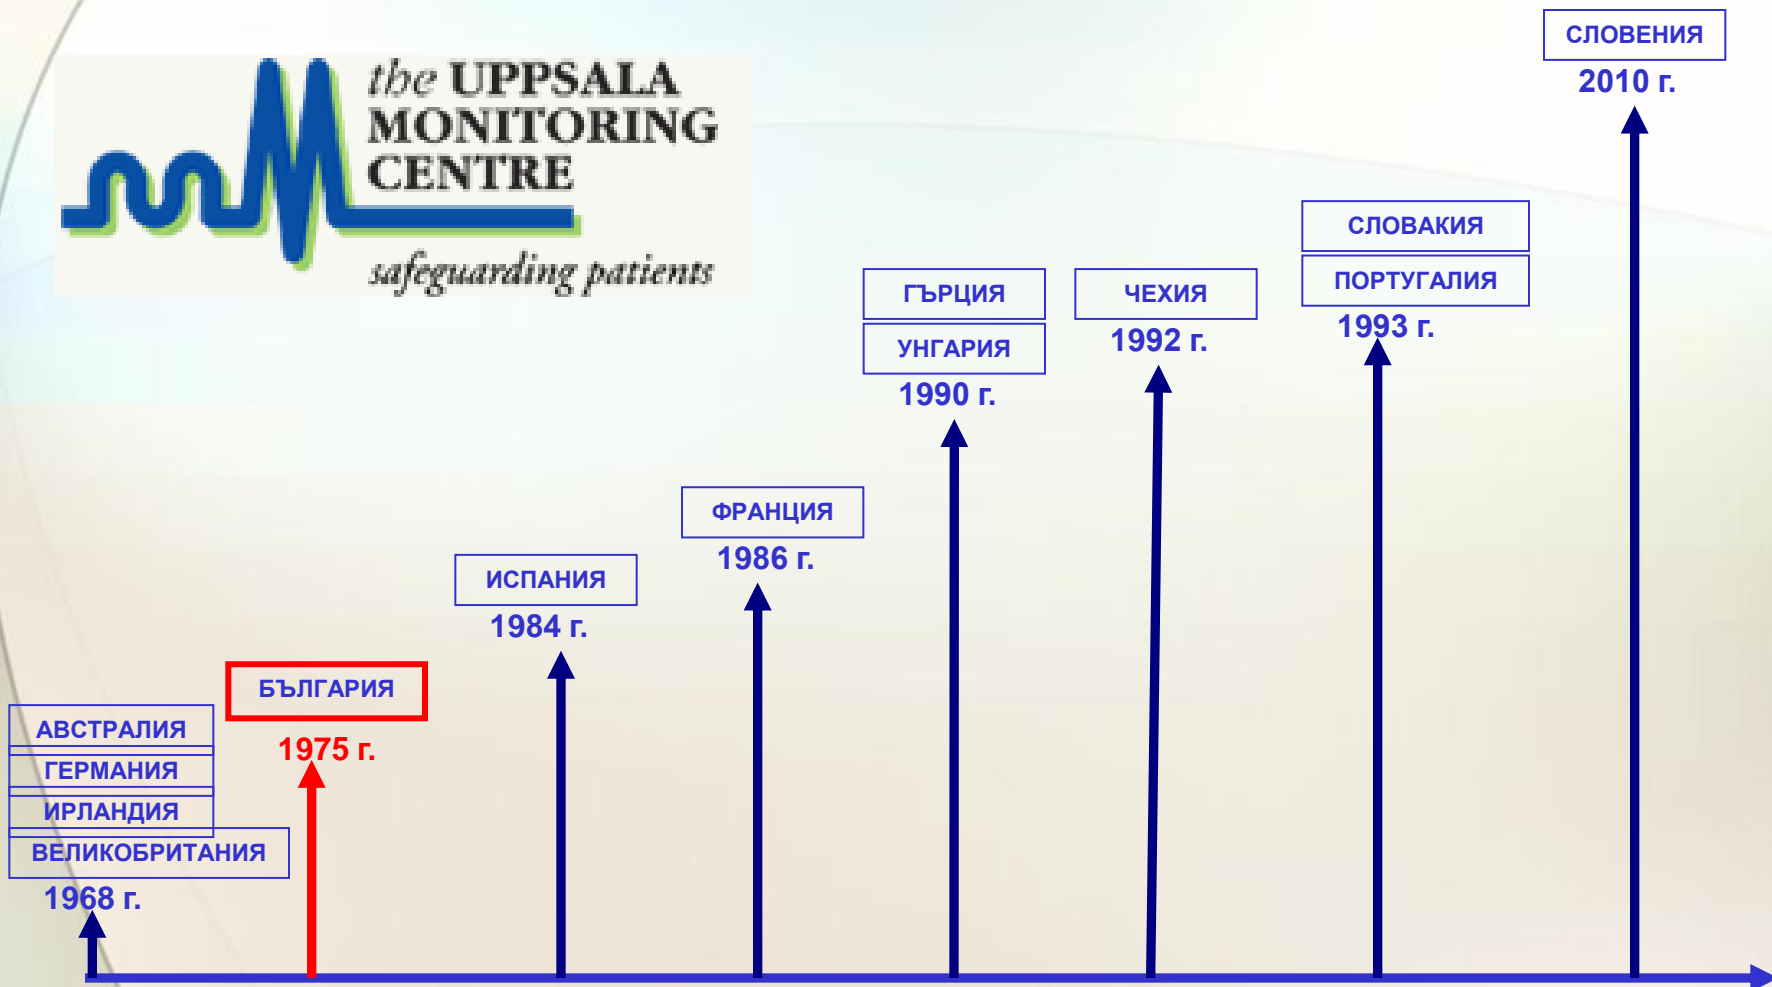 the UPPSALA
MONITORING
CENTRE
safeguarding patients
АВСТРАЛИЯ
ГЕРМАНИЯ
ИРЛАНДИЯ
ВЕЛИКОБРИТАНИЯ
1968 г.
БЪЛГАРИЯ
1975 г.
ИСПАНИЯ
1984 г.
ФРАНЦИЯ
1986 г.
ГЪРЦИЯ
УНГАРИЯ
1990 г.
ЧЕХИЯ
1992 г.
СЛОВАКИЯ
ПОРТУГАЛИЯ
1993 г.
СЛОВЕНИЯ
2010 г.